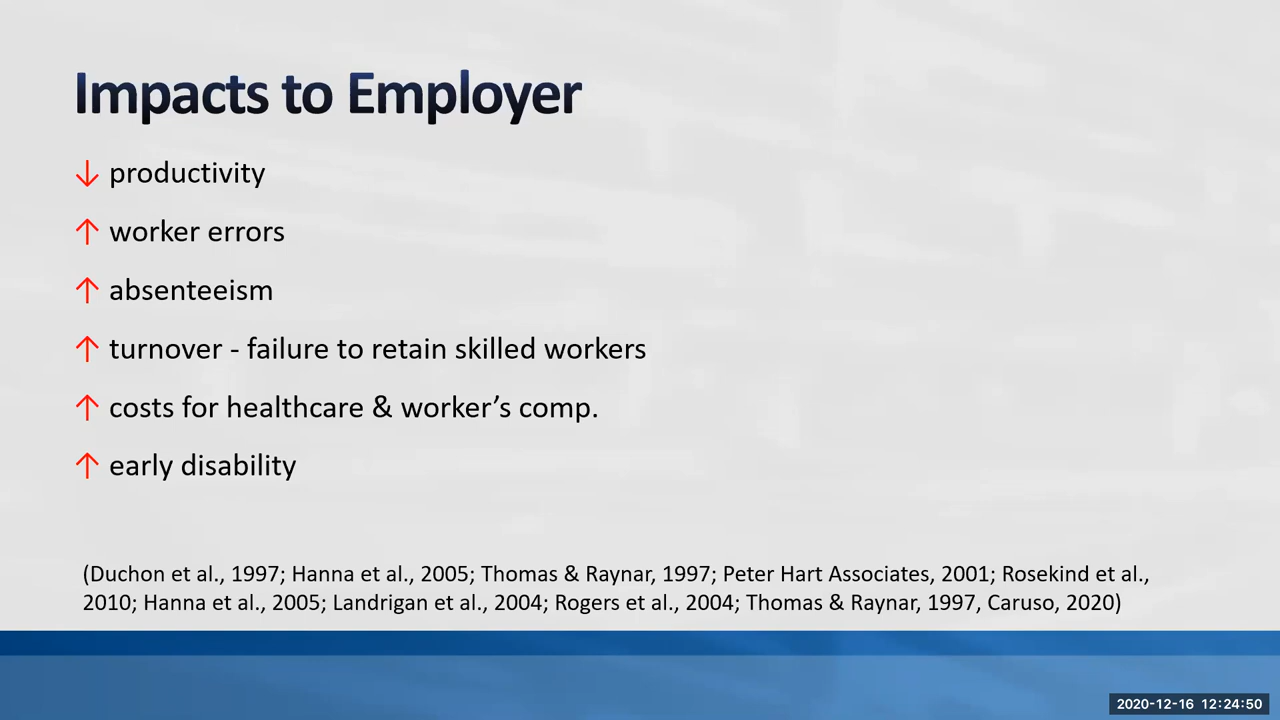 Impacts to Employer
↓ productivity
↑ worker errors
↑ absenteeism
↑ turnover - failure to retain skilled workers
↑ costs for healthcare & worker’s comp.
↑ early disability
(Duchon et al., 1997; Hanna et al., 2005; Thomas & Raynar, 1997; Peter Hart Associates, 2001; Rosekind et al.,
2010; Hanna et al., 2005; Landrigan et al., 2004; Rogers et al., 2004; Thomas & Raynar, 1997, Caruso, 2020)
2020-12-16 12:24:50